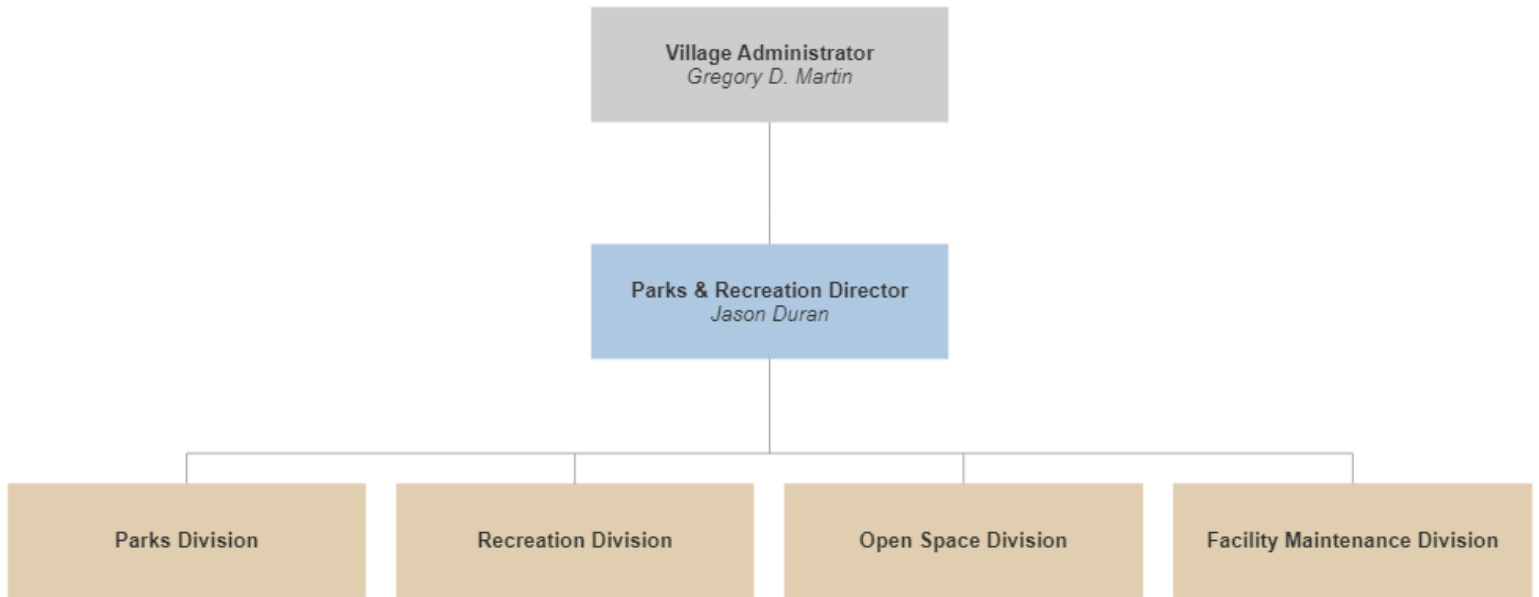 Village Administrator
Gregory D. Martin
Parks & Recreation Director
Jason Duran
Parks Division
Recreation Division
Open Space Division
Facility Maintenance Division